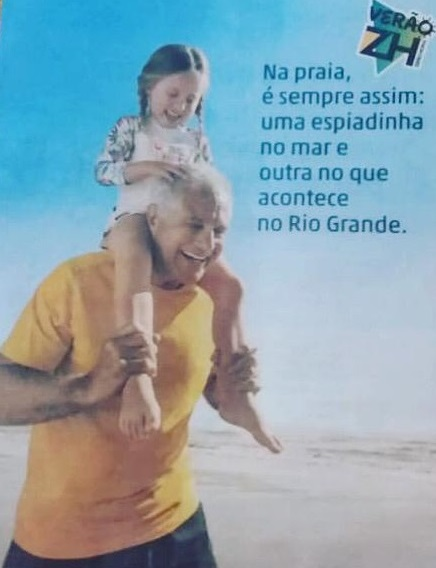 VERÃO
ZH
Na praia,
é sempre assim:
uma espiadinha
no mar e
outra no que
acontece
no Rio Grande.